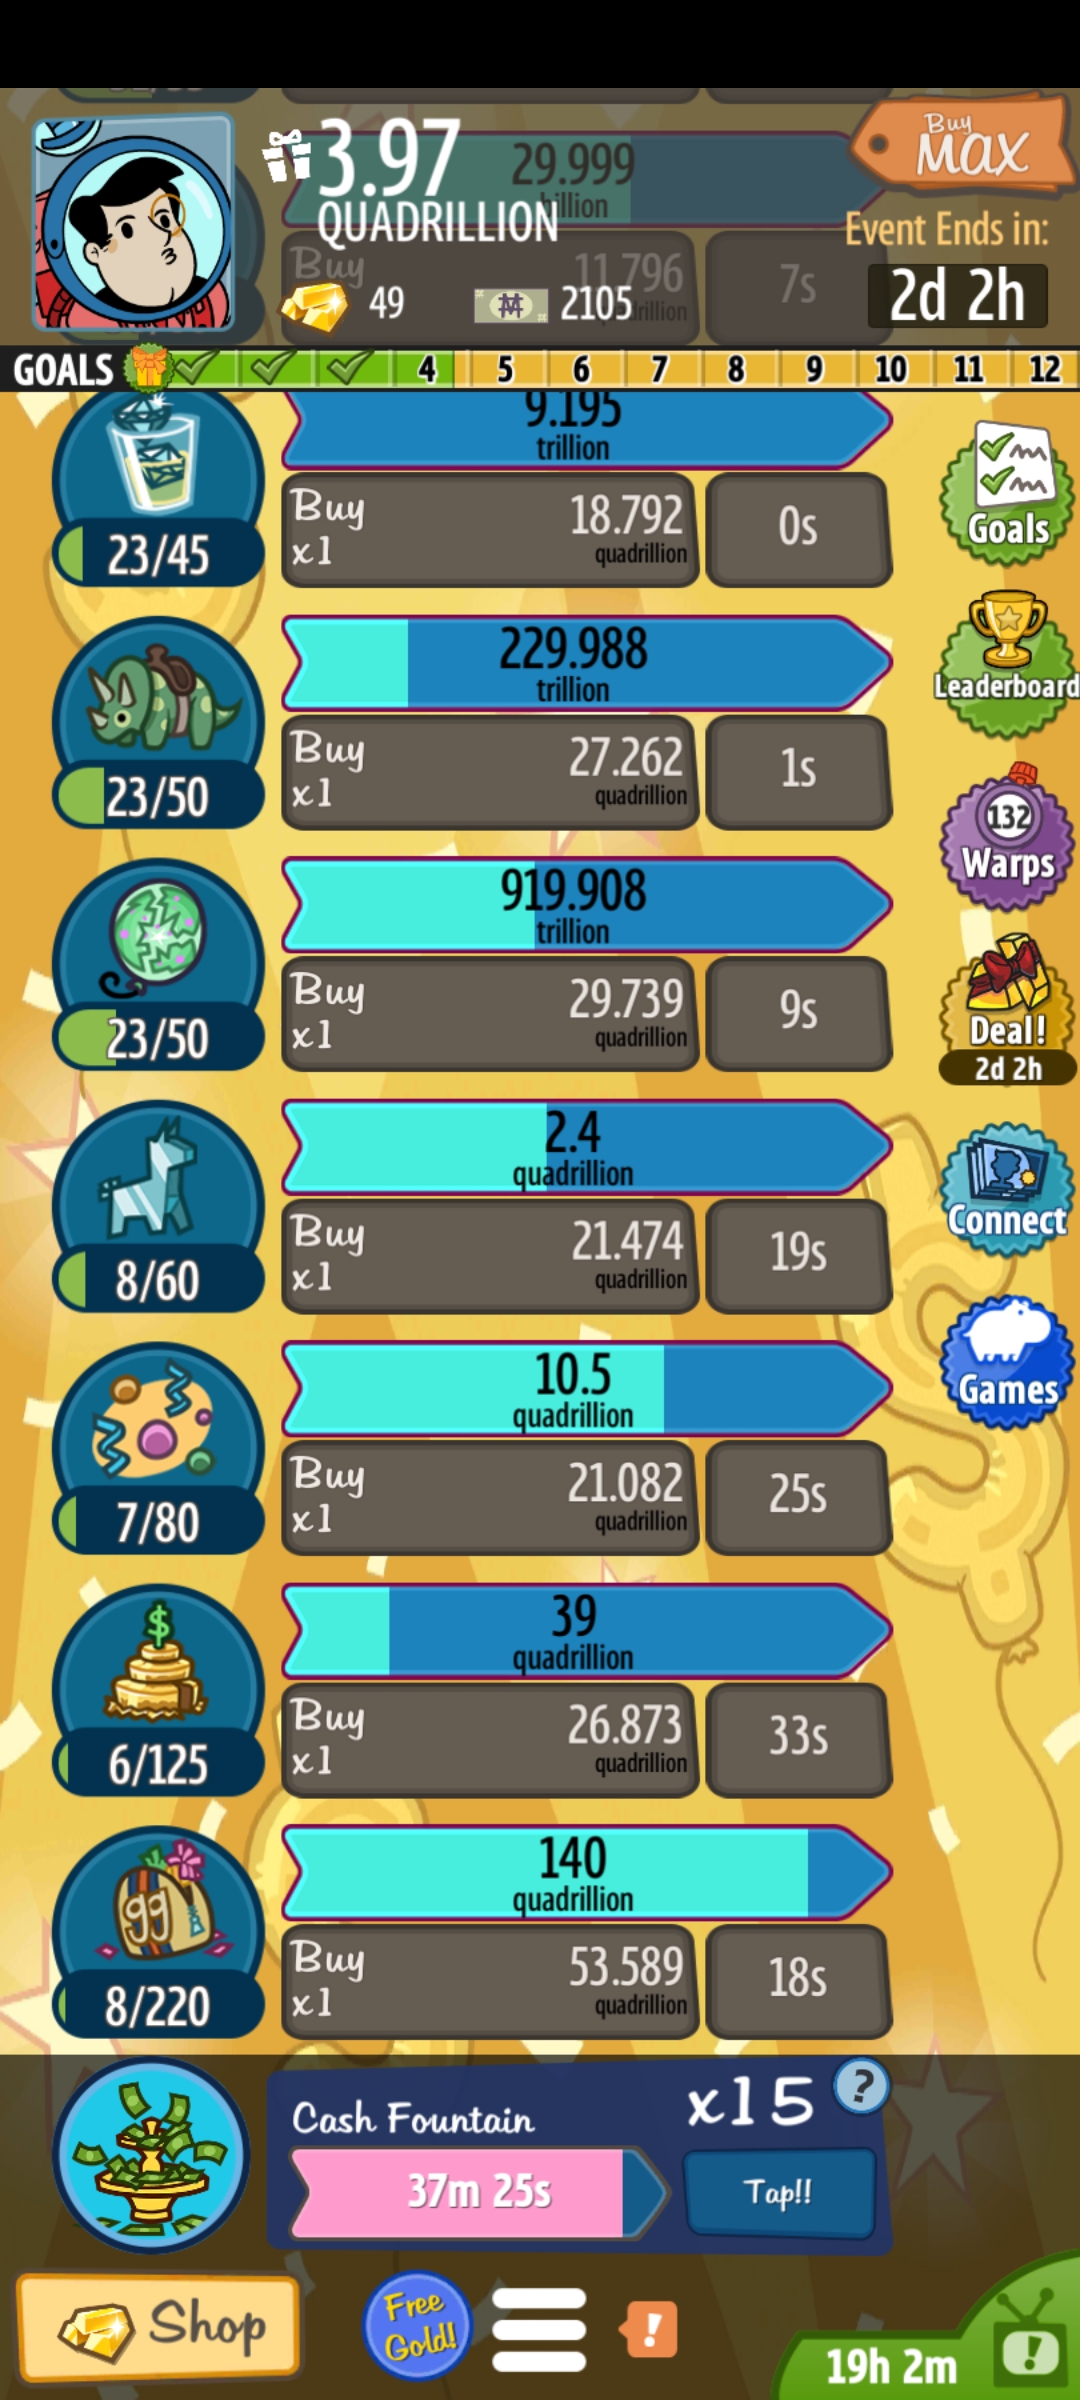 3.97
QUADRILLION
29.999
billion
Buy
MAX
Event Ends in:
2d 2h
Buy
11.796
7s
49
2105
GOALS
4 5 6 7 8 9 10 11 12
9.195
trillion
Buy
x1
18.792
quadrillion
0s
23/45
229.988
trillion
Buy
x1
27.262
quadrillion
1s
23/50
919.908
trillion
Buy
x1
29.739
quadrillion
9s
23/50
2.4
quadrillion
Buy
x1
21.474
quadrillion
19s
8/60
10.5
quadrillion
Buy
x1
21.082
quadrillion
25s
7/80
$
39
quadrillion
Buy
x1
26.873
quadrillion
33s
6/125
99
140
quadrillion
Buy
x1
53.589
quadrillion
18s
8/220
Goals
Leaderboard
132
Warps
Deal!
2d 2h
Connect
Games
Cash Fountain
x15
?
37m 25s
Tap!!
Shop
Free
Gold!
!
19h 2m
!